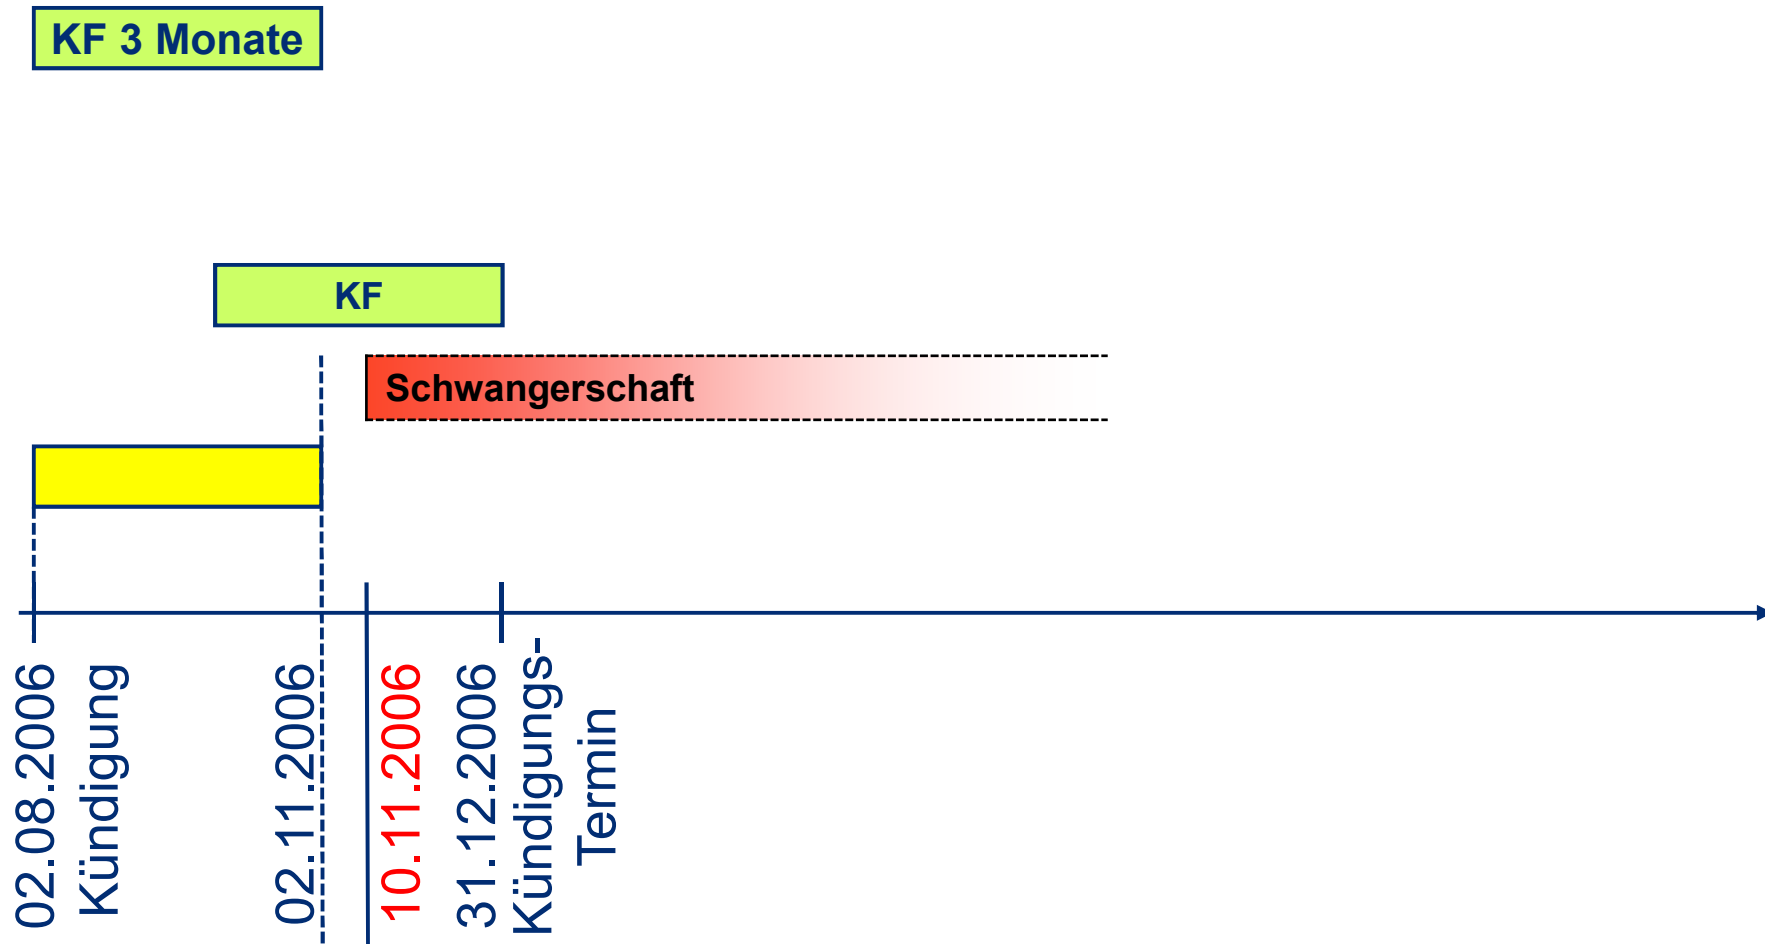 KF 3 Monate
KF
Schwangerschaft
02.08.2006
Kündigung
02.11.2006
10.11.2006
31.12.2006
Kündigungs-
Termin